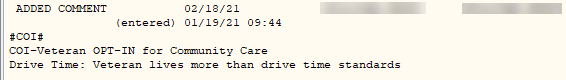 ADDED COMMENT 02/18/21
(entered) 01/19/21 09:44
#COI#
COI-Veteran OPT-IN for Community Care
Drive Time: Veteran lives more than drive time standards